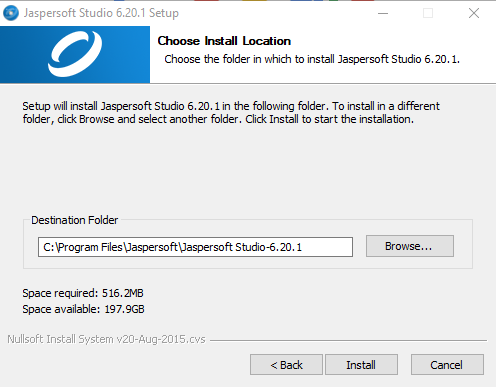 Jaspersoft Studio 6.20.1 Setup
Choose Install Location
Choose the folder in which to install Jaspersoft Studio 6.20.1.
Setup will install Jaspersoft Studio 6.20.1 in the following folder. To install in a different
folder, click Browse and select another folder. Click Install to start the installation.
Destination Folder
C:\Program Files\Jaspersoft\Jaspersoft Studio-6.20.1
Browse...
Space required: 516.2MB
Space available: 197.9GB
Nullsoft Install System v20-Aug-2015.cvs
< Back
Install
Cancel